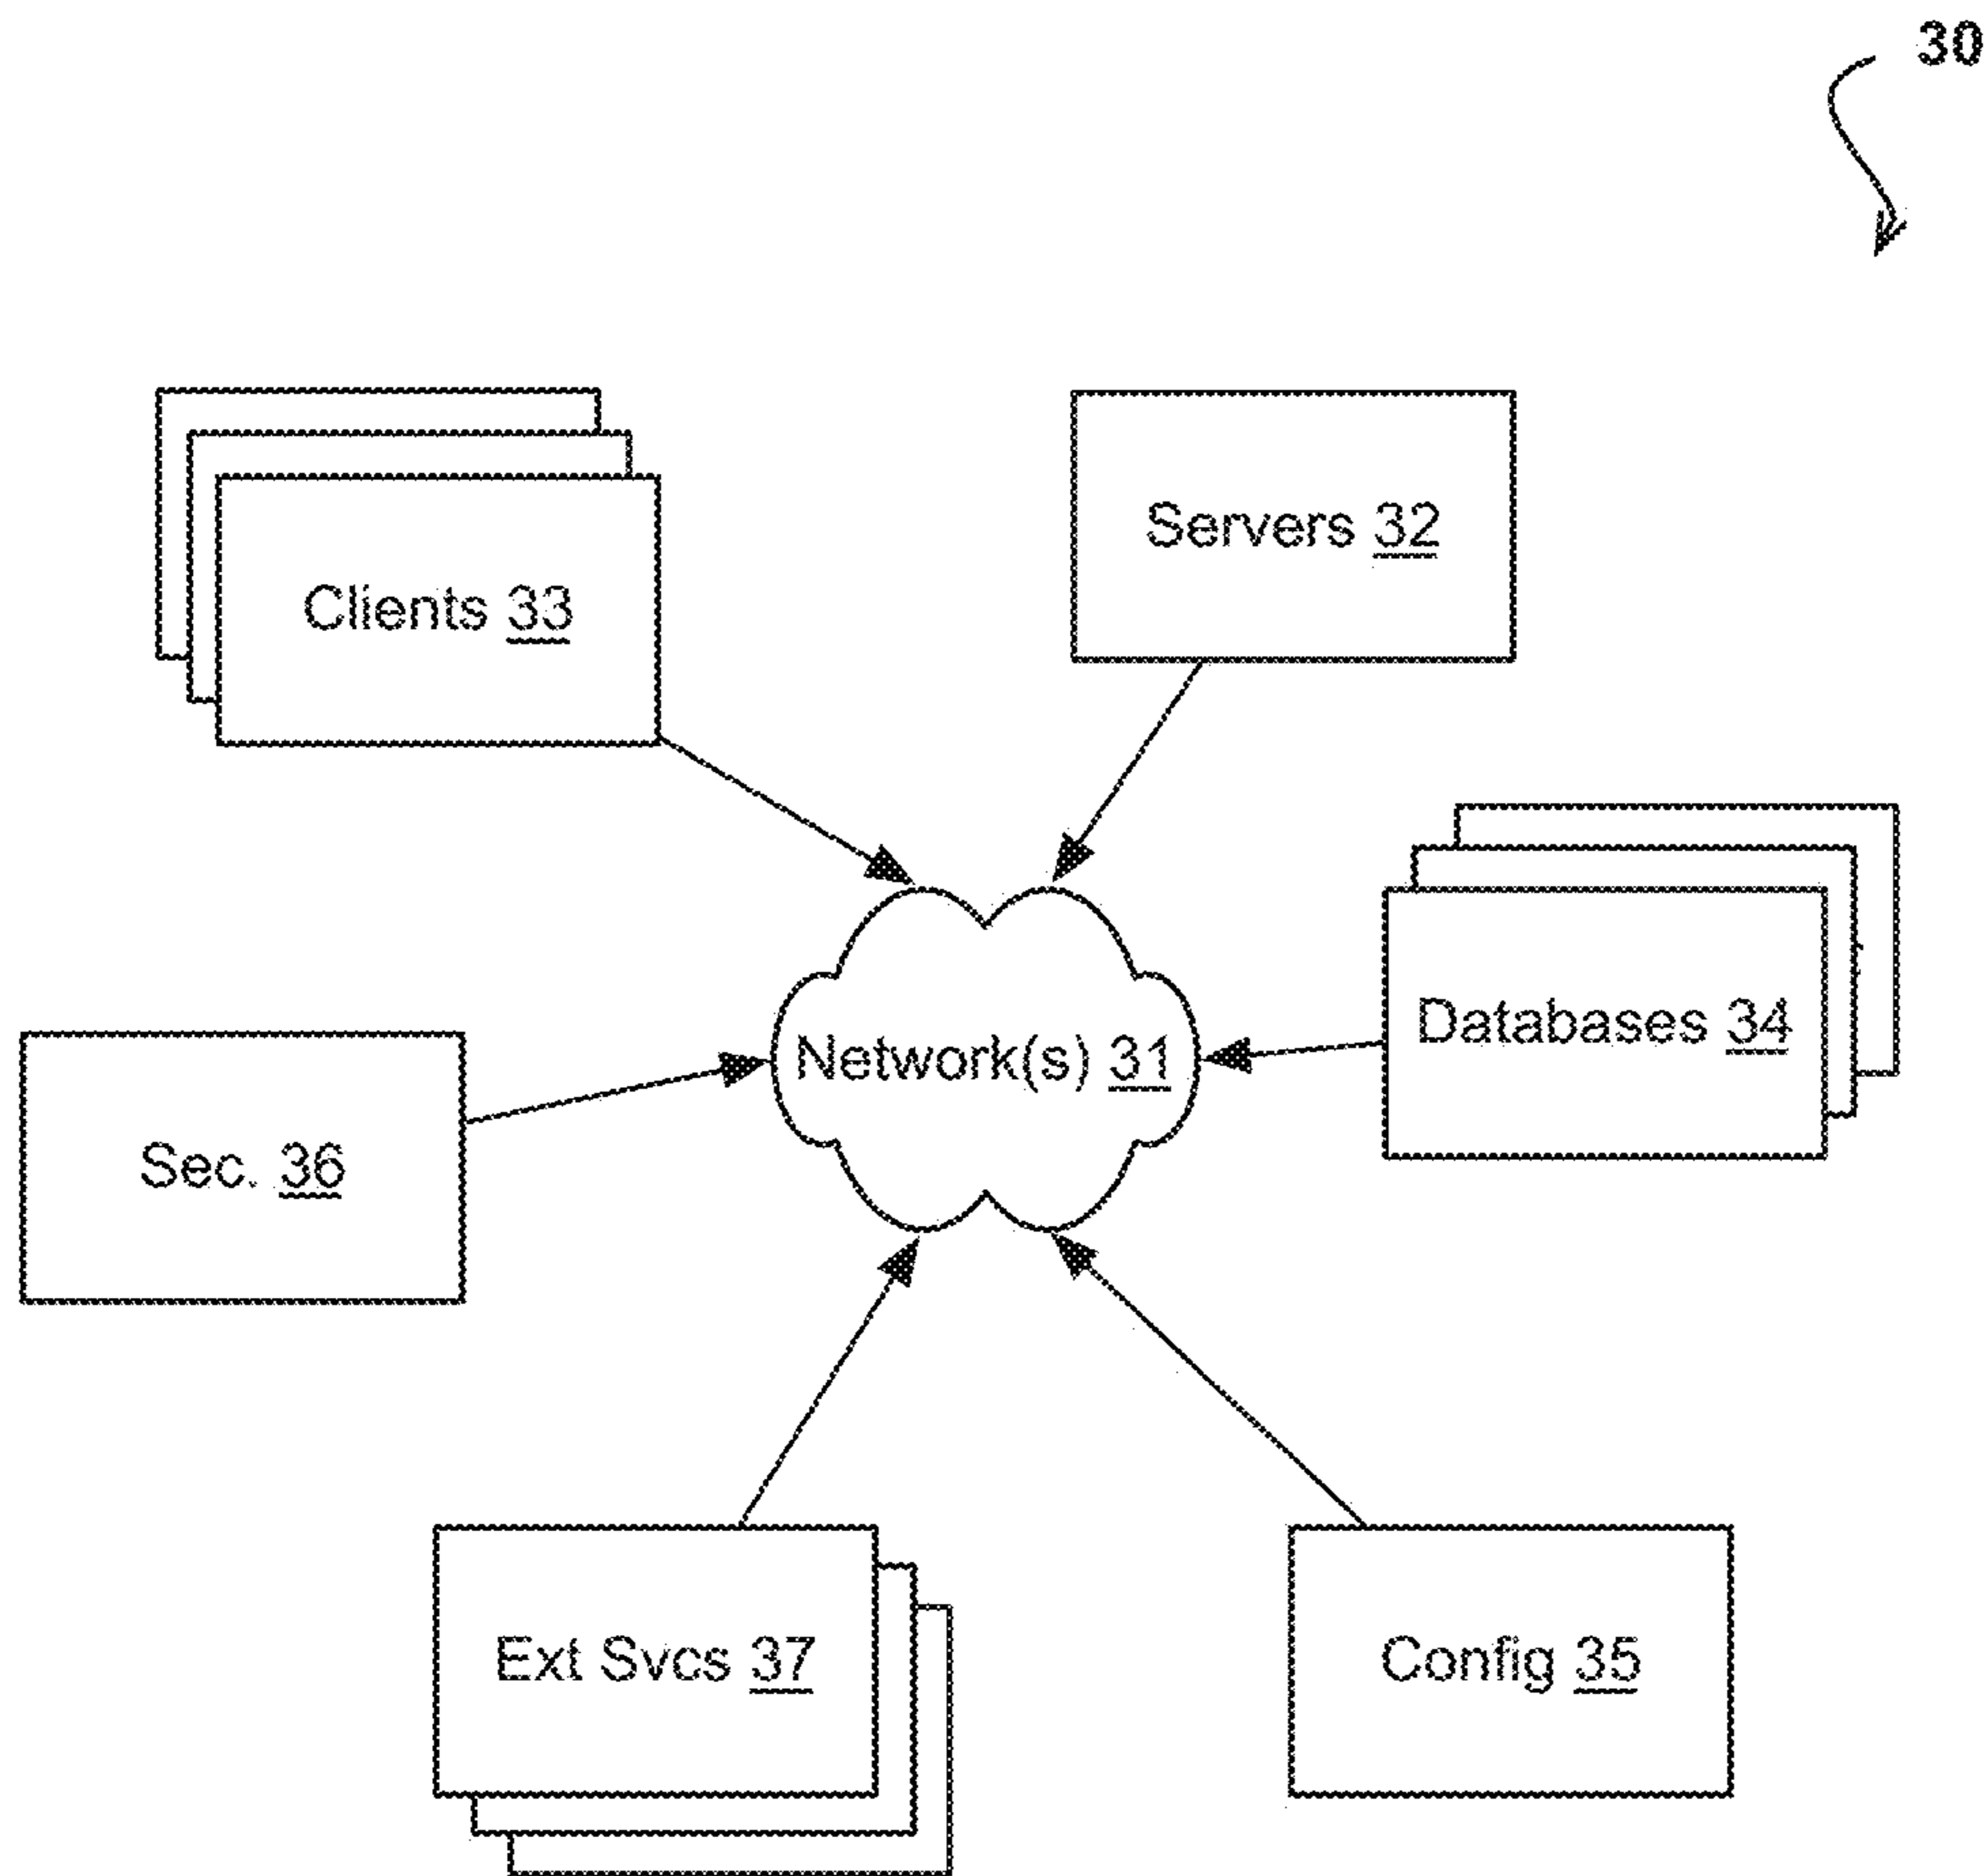 30
Servers 32
Clients 33
Databases 34
Network(s) 31
Sec. 36
Ext Svcs 37
Config 35